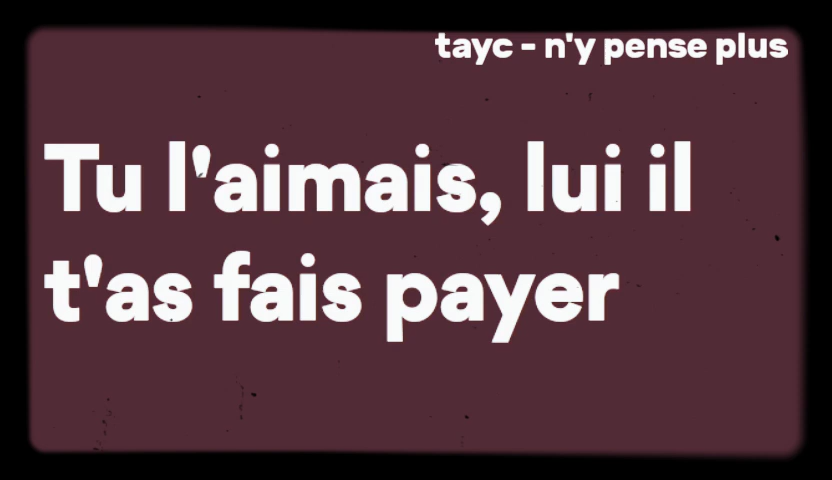 tayc - n'y pense plus
Tu l'aimais, lui il
t'as fais payer